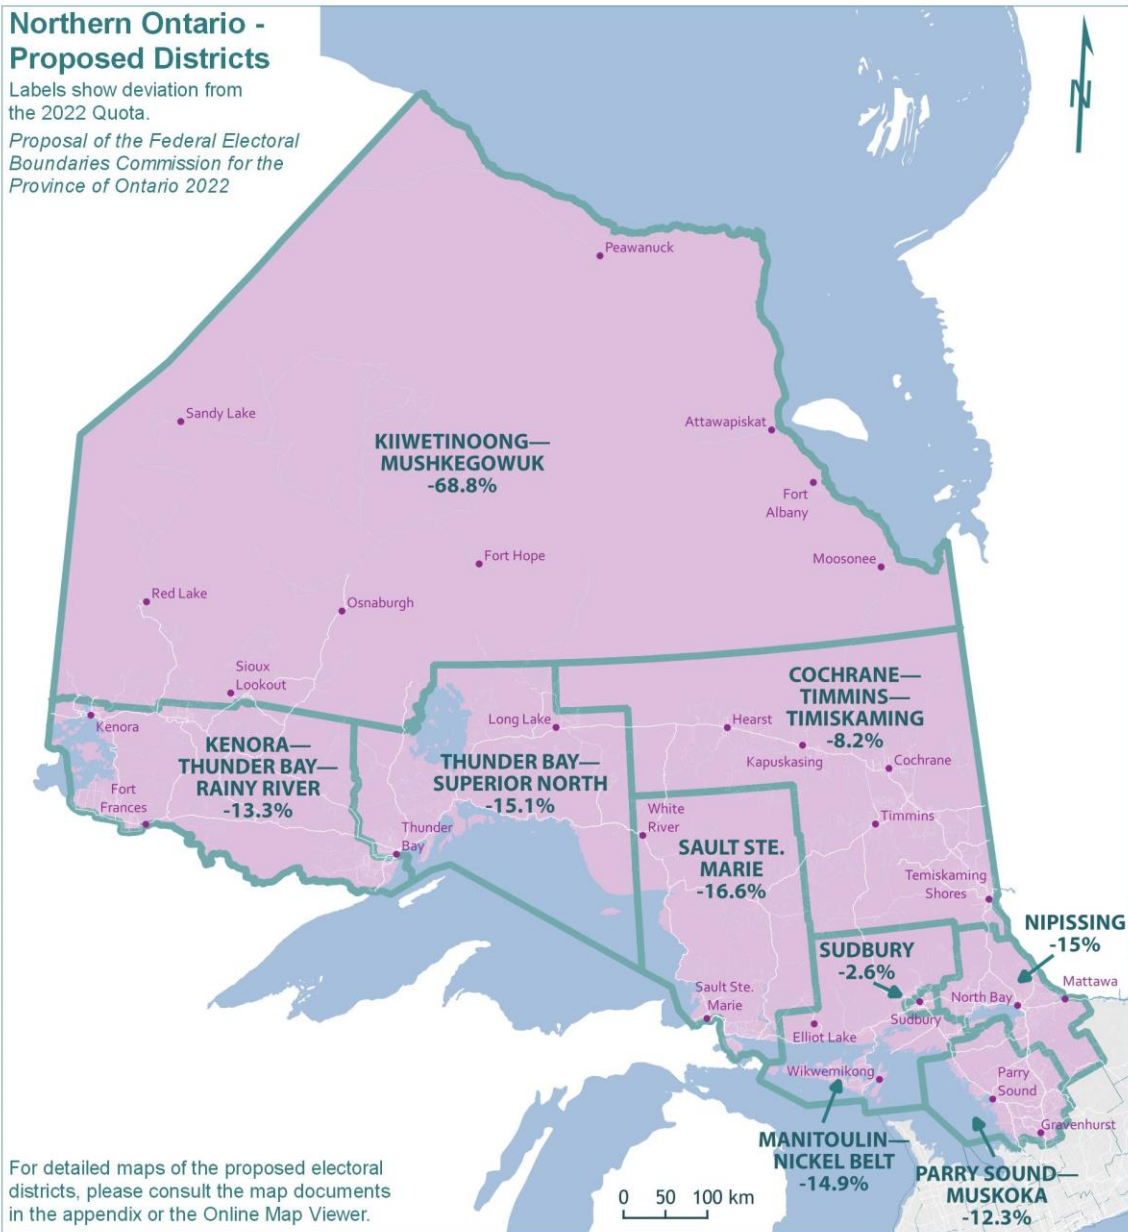 Northern Ontario -
Proposed Districts
Labels show deviation from
the 2022 Quota.
Proposal of the Federal Electoral
Boundaries Commission for the
Province of Ontario 2022
N
Peawanuck
Sandy Lake
KIIWETINOONG—
MUSHKEGOWUK
-68.8%
Attawapiskat
Fort
Albany
Fort Hope
Moosonee
Red Lake
Osnaburgh
Sioux
Lookout
Kenora
KENORA—
THUNDER BAY—
RAINY RIVER
-13.3%
Fort
Frances
Long Lake
THUNDER BAY—
SUPERIOR NORTH
-15.1%
Thunder
Bay
COCHRANE—
TIMMINS—
TIMISKAMING
-8.2%
Hearst
Kapuskasing
Cochrane
Timmins
White
River
SAULT STE.
MARIE
-16.6%
Temiskaming
Shores
NIPISSING
-15%
SUDBURY
-2.6%
Mattawa
North Bay
Sault Ste.
Marie
Sudbury
Elliot Lake
Wikwemikong
Parry
Sound
Gravenhurst
MANITOULIN—
NICKEL BELT
-14.9%
PARRY SOUND—
MUSKOKA
-12.3%
For detailed maps of the proposed electoral
districts, please consult the map documents
in the appendix or the Online Map Viewer.
0 50 100 km